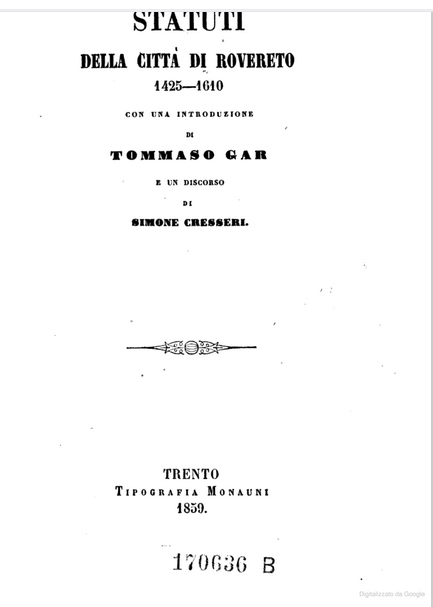 STATUTI
DELLA CITTÀ DI ROVERETO
1425—1610
CON UNA INTRODUZIONE
DI
TOMMASO GAR
E UN DISCORSO
DI
SIMONE CRESSERI.
TRENTO
TIPOGRAFIA MONAUNI
1859.
170636 B
Digitalizzato da Google